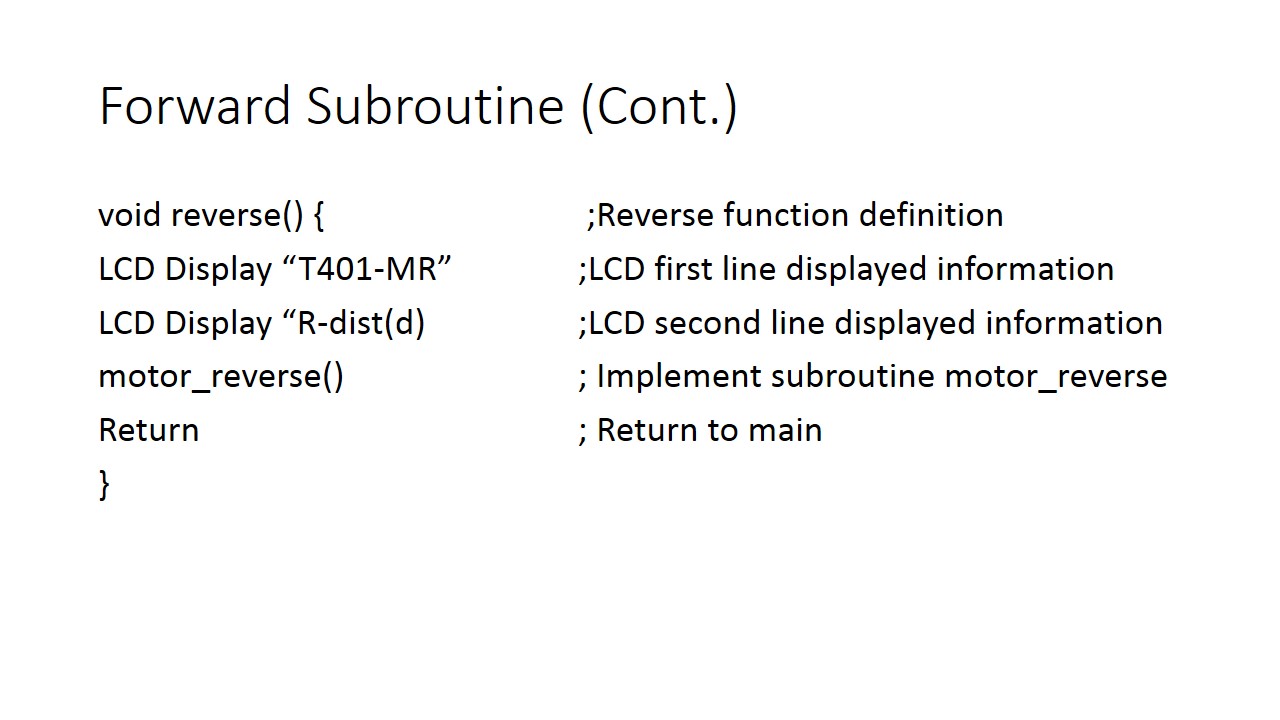 Forward Subroutine (Cont.)
void reverse() { ;Reverse function definition
LCD Display “T401-MR” ;LCD first line displayed information
LCD Display “R-dist(d) ;LCD second line displayed information
motor_reverse() ; Implement subroutine motor_reverse
Return ; Return to main
}